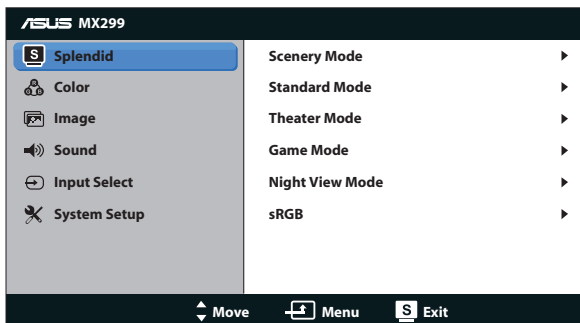 ASUS MX299
S Splendid
Color
Image
Sound
Input Select
System Setup
Scenery Mode
Standard Mode
Theater Mode
Game Mode
Night View Mode
sRGB
Move Menu S Exit